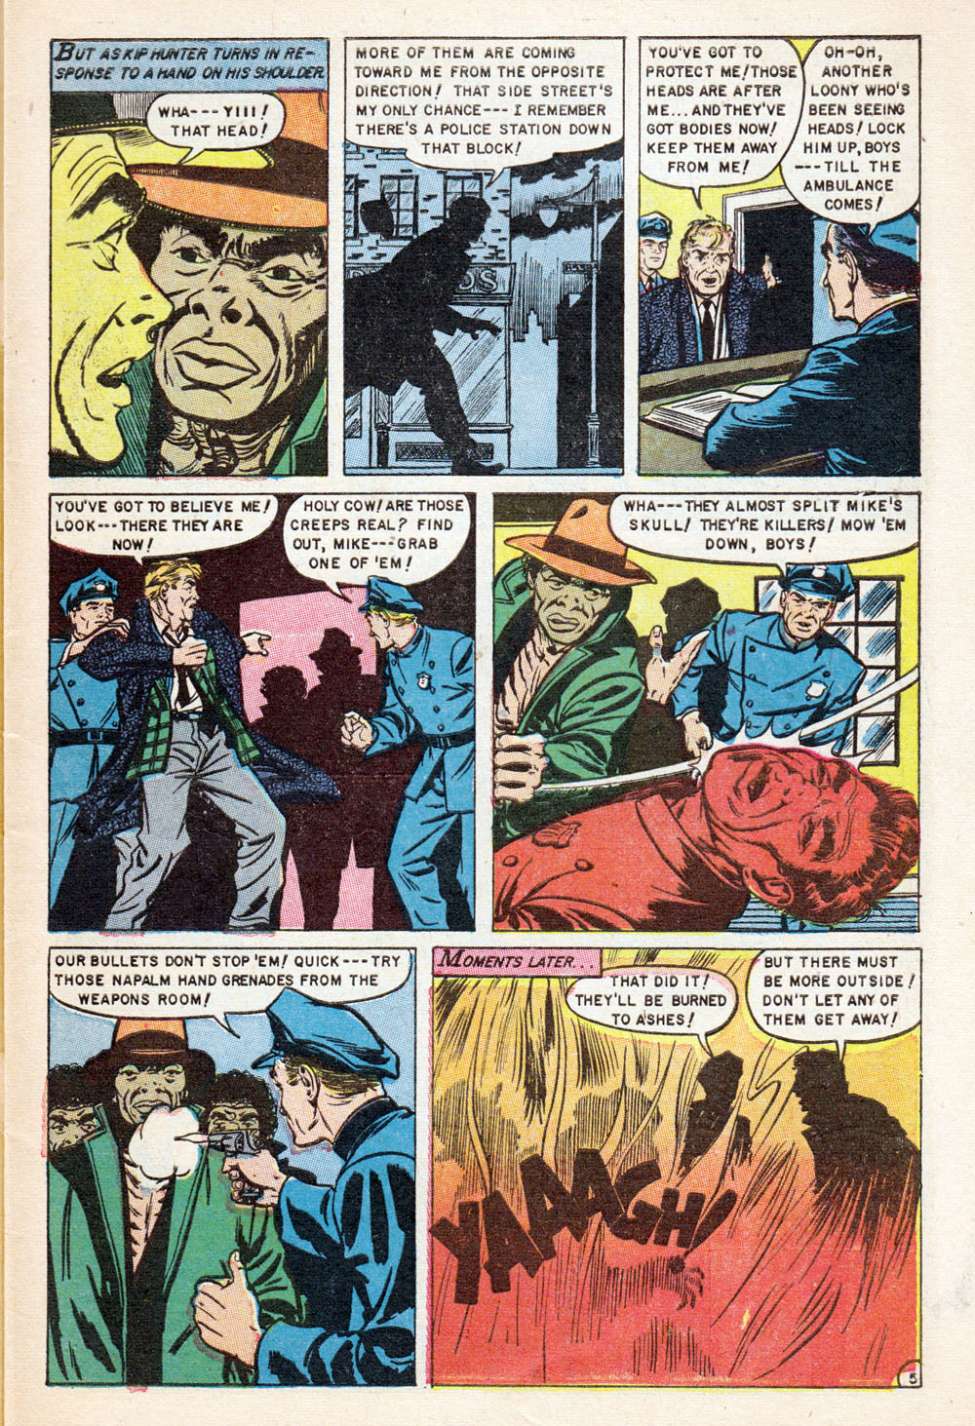 BUT AS KIP HUNTER TURNS IN RE-
SPONSE TO A HAND ON HIS SHOULDER.
WHA---YIII!
THAT HEAD!
MORE OF THEM ARE COMING
TOWARD ME FROM THE OPPOSITE
DIRECTION! THAT SIDE STREET'S
MY ONLY CHANCE---I REMEMBER
THERE'S A POLICE STATION DOWN
THAT BLOCK!
DS
YOU'VE GOT TO
PROTECT ME! THOSE
HEADS ARE AFTER
ME...AND THEY'VE
GOT BODIES NOW!
KEEP THEM AWAY
FROM ME!
OH-OH,
ANOTHER
LOONY WHO'S
BEEN SEEING
HEADS! LOCK
HIM UP, BOYS
---TILL THE
AMBULANCE
COMES!
YOU'VE GOT TO BELIEVE ME!
LOOK---THERE THEY ARE
NOW!
HOLY COW! ARE THOSE
CREEPS REAL? FIND
OUT, MIKE---GRAB
ONE OF 'EM!
WHA---THEY ALMOST SPLIT MIKE'S
SKULL! THEY'RE KILLERS! MOW 'EM
DOWN, BOYS!
OUR BULLETS DON'T STOP 'EM! QUICK---TRY
THOSE NAPALM HAND GRENADES FROM THE
WEAPONS ROOM!
MOMENTS LATER...
THAT DID IT!
THEY'LL BE BURNED
TO ASHES!
BUT THERE MUST
BE MORE OUTSIDE!
DON'T LET ANY OF
THEM GET AWAY!
YAAAAGH!
5